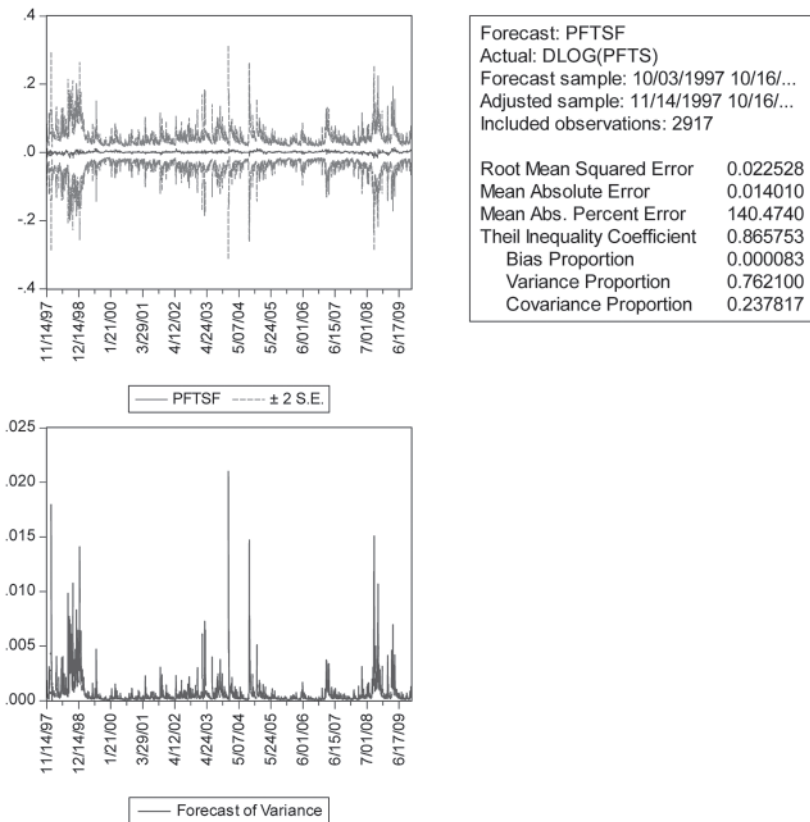 .4
.2
.0
-.2
-.4
11/14/97
12/14/98
1/21/00
3/29/01
4/12/02
4/24/03
5/07/04
5/24/05
6/01/06
6/15/07
7/01/08
6/17/09
PFTSF ± 2 S.E.
Forecast: PFTSF
Actual: DLOG(PFTS)
Forecast sample: 10/03/1997 10/16/...
Adjusted sample: 11/14/1997 10/16/...
Included observations: 2917
Root Mean Squared Error 0.022528
Mean Absolute Error 0.014010
Mean Abs. Percent Error 140.4740
Theil Inequality Coefficient 0.865753
Bias Proportion 0.000083
Variance Proportion 0.762100
Covariance Proportion 0.237817
.025
.020
.015
.010
.005
.000
11/14/97
12/14/98
1/21/00
3/29/01
4/12/02
4/24/03
5/07/04
5/24/05
6/01/06
6/15/07
7/01/08
6/17/09
Forecast of Variance